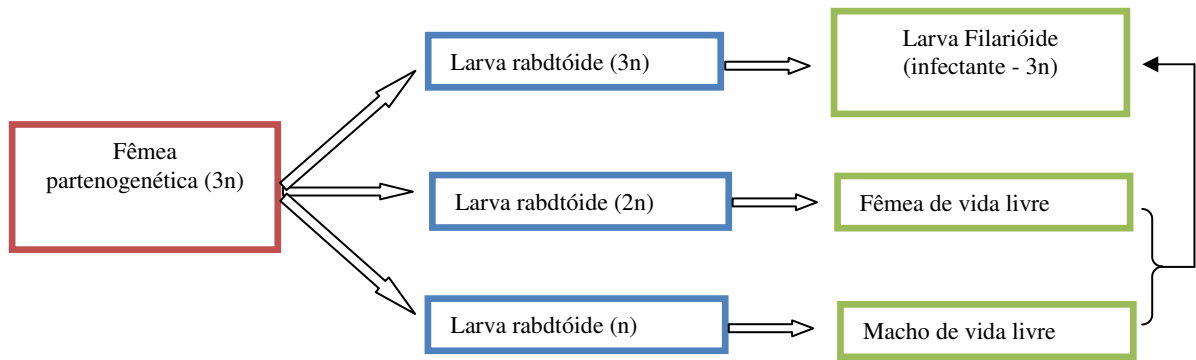 Fêmea
partenogenética (3n)
Larva rabdtóide (3n)
Larva Filarióide
(infectante - 3n)
Larva rabdtóide (2n)
Fêmea de vida livre
Larva rabdtóide (n)
Macho de vida livre